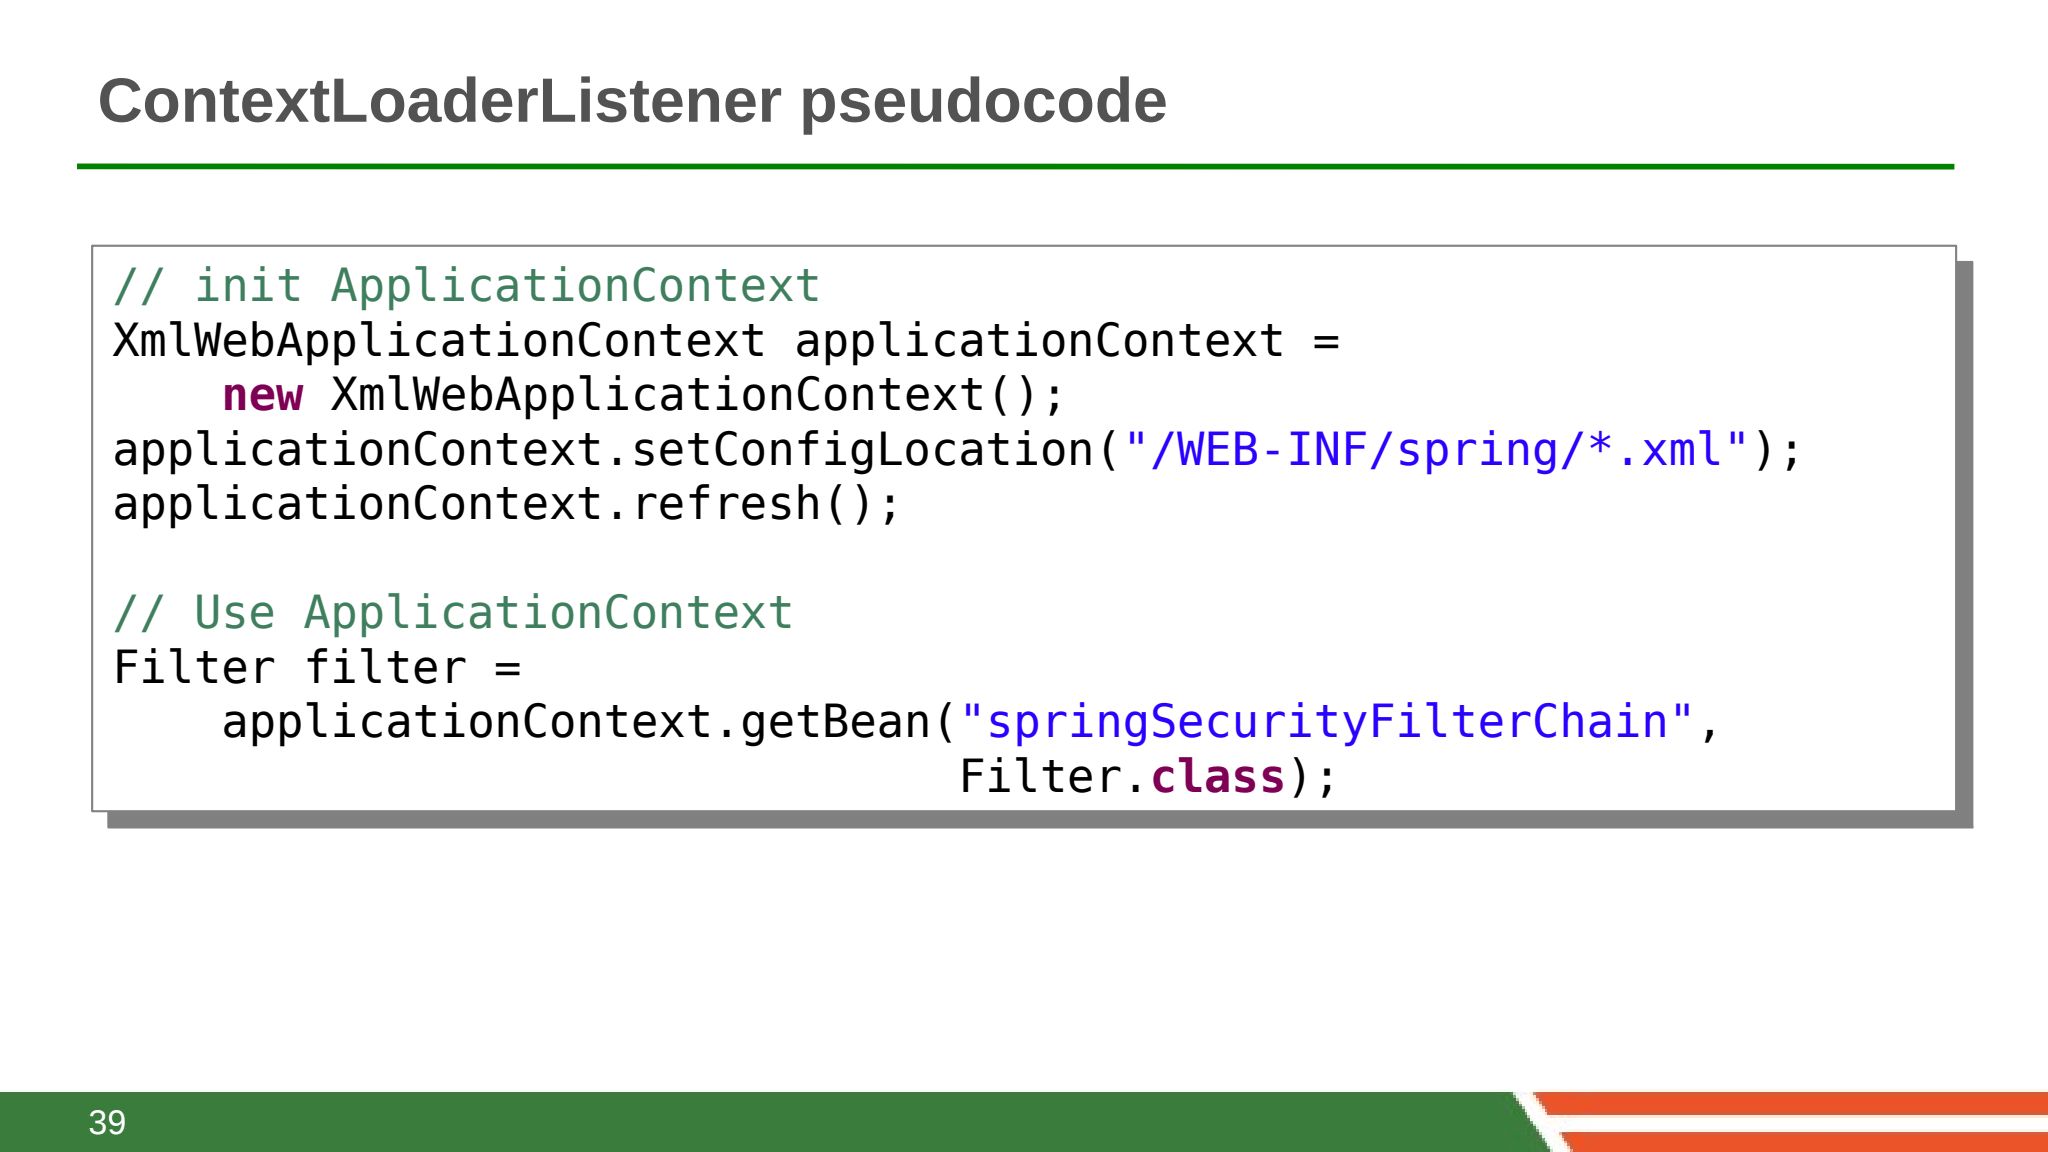 ContextLoaderListener pseudocode
// init ApplicationContext
XmlWebApplicationContext applicationContext =
    new XmlWebApplicationContext();
applicationContext.setConfigLocation("/WEB-INF/spring/*.xml");
applicationContext.refresh();

// Use ApplicationContext
Filter filter =
    applicationContext.getBean("springSecurityFilterChain",
                               Filter.class);
39